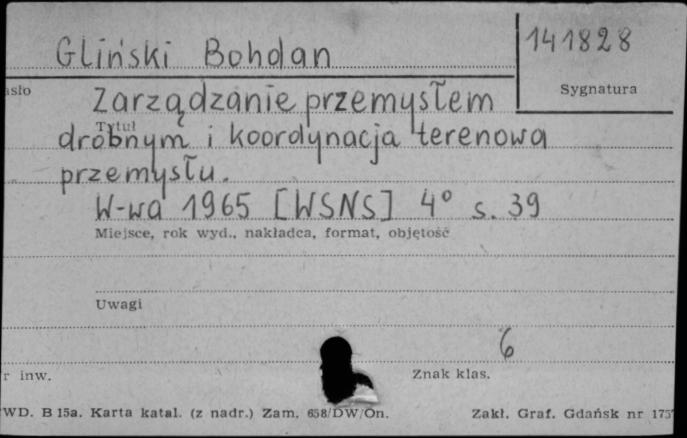 Gliński Bohdan
141828
Sygnatura
Zarządzanie przemysłem
Tytuł
drobnym i koordynacja terenowa
przemysłu.
W-wa 1965 [WSNS] 4° s. 39
Miejsce, rok wyd., nakładca, format, objętość
Uwagi
6
r inw.
Znak klas.
WD. B 15a. Karta katal. (z nadr.) Zam. 658/DW/On.
Zakł. Graf. Gdańsk nr 175